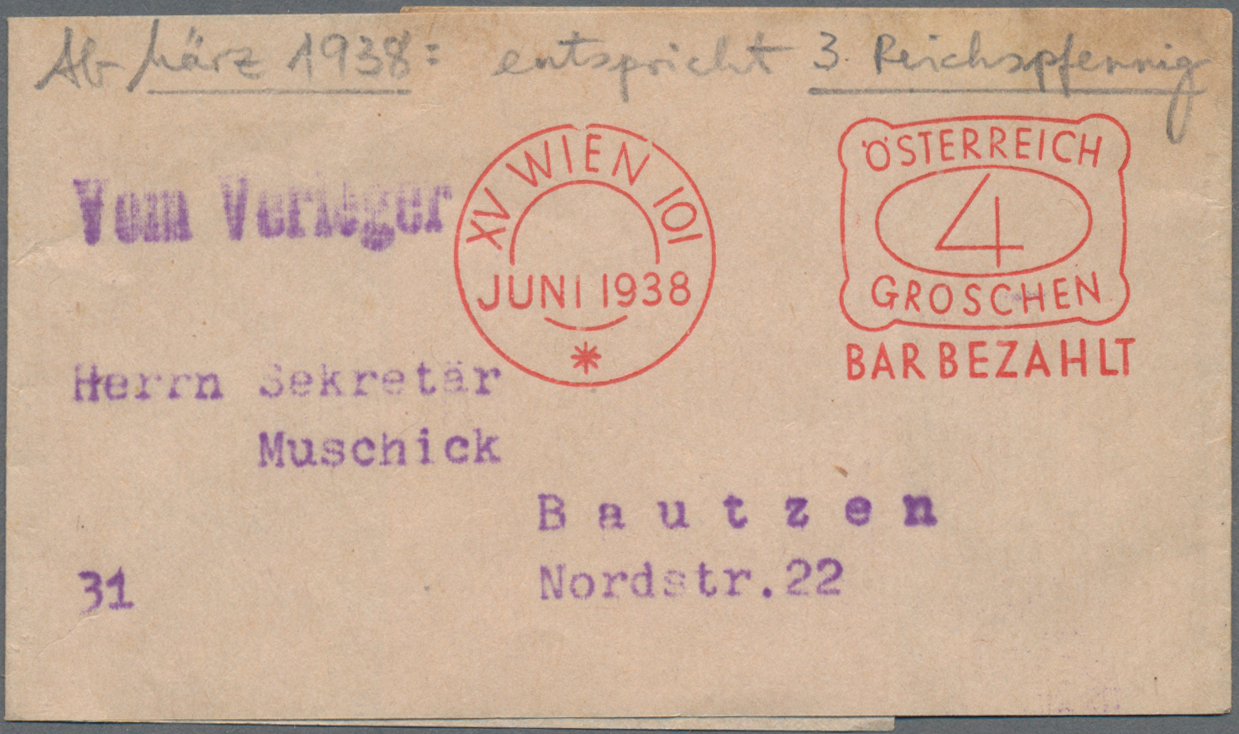 Ab März 1938: entspricht 3. Reichspfennig
Vom Verleger
XV WIEN 101
JUNI 1938
*
ÖSTERREICH
4
GROSCHEN
BAR BEZAHLT
Herrn Sekretär
Muschick
Bautzen
Nordstr.22
31